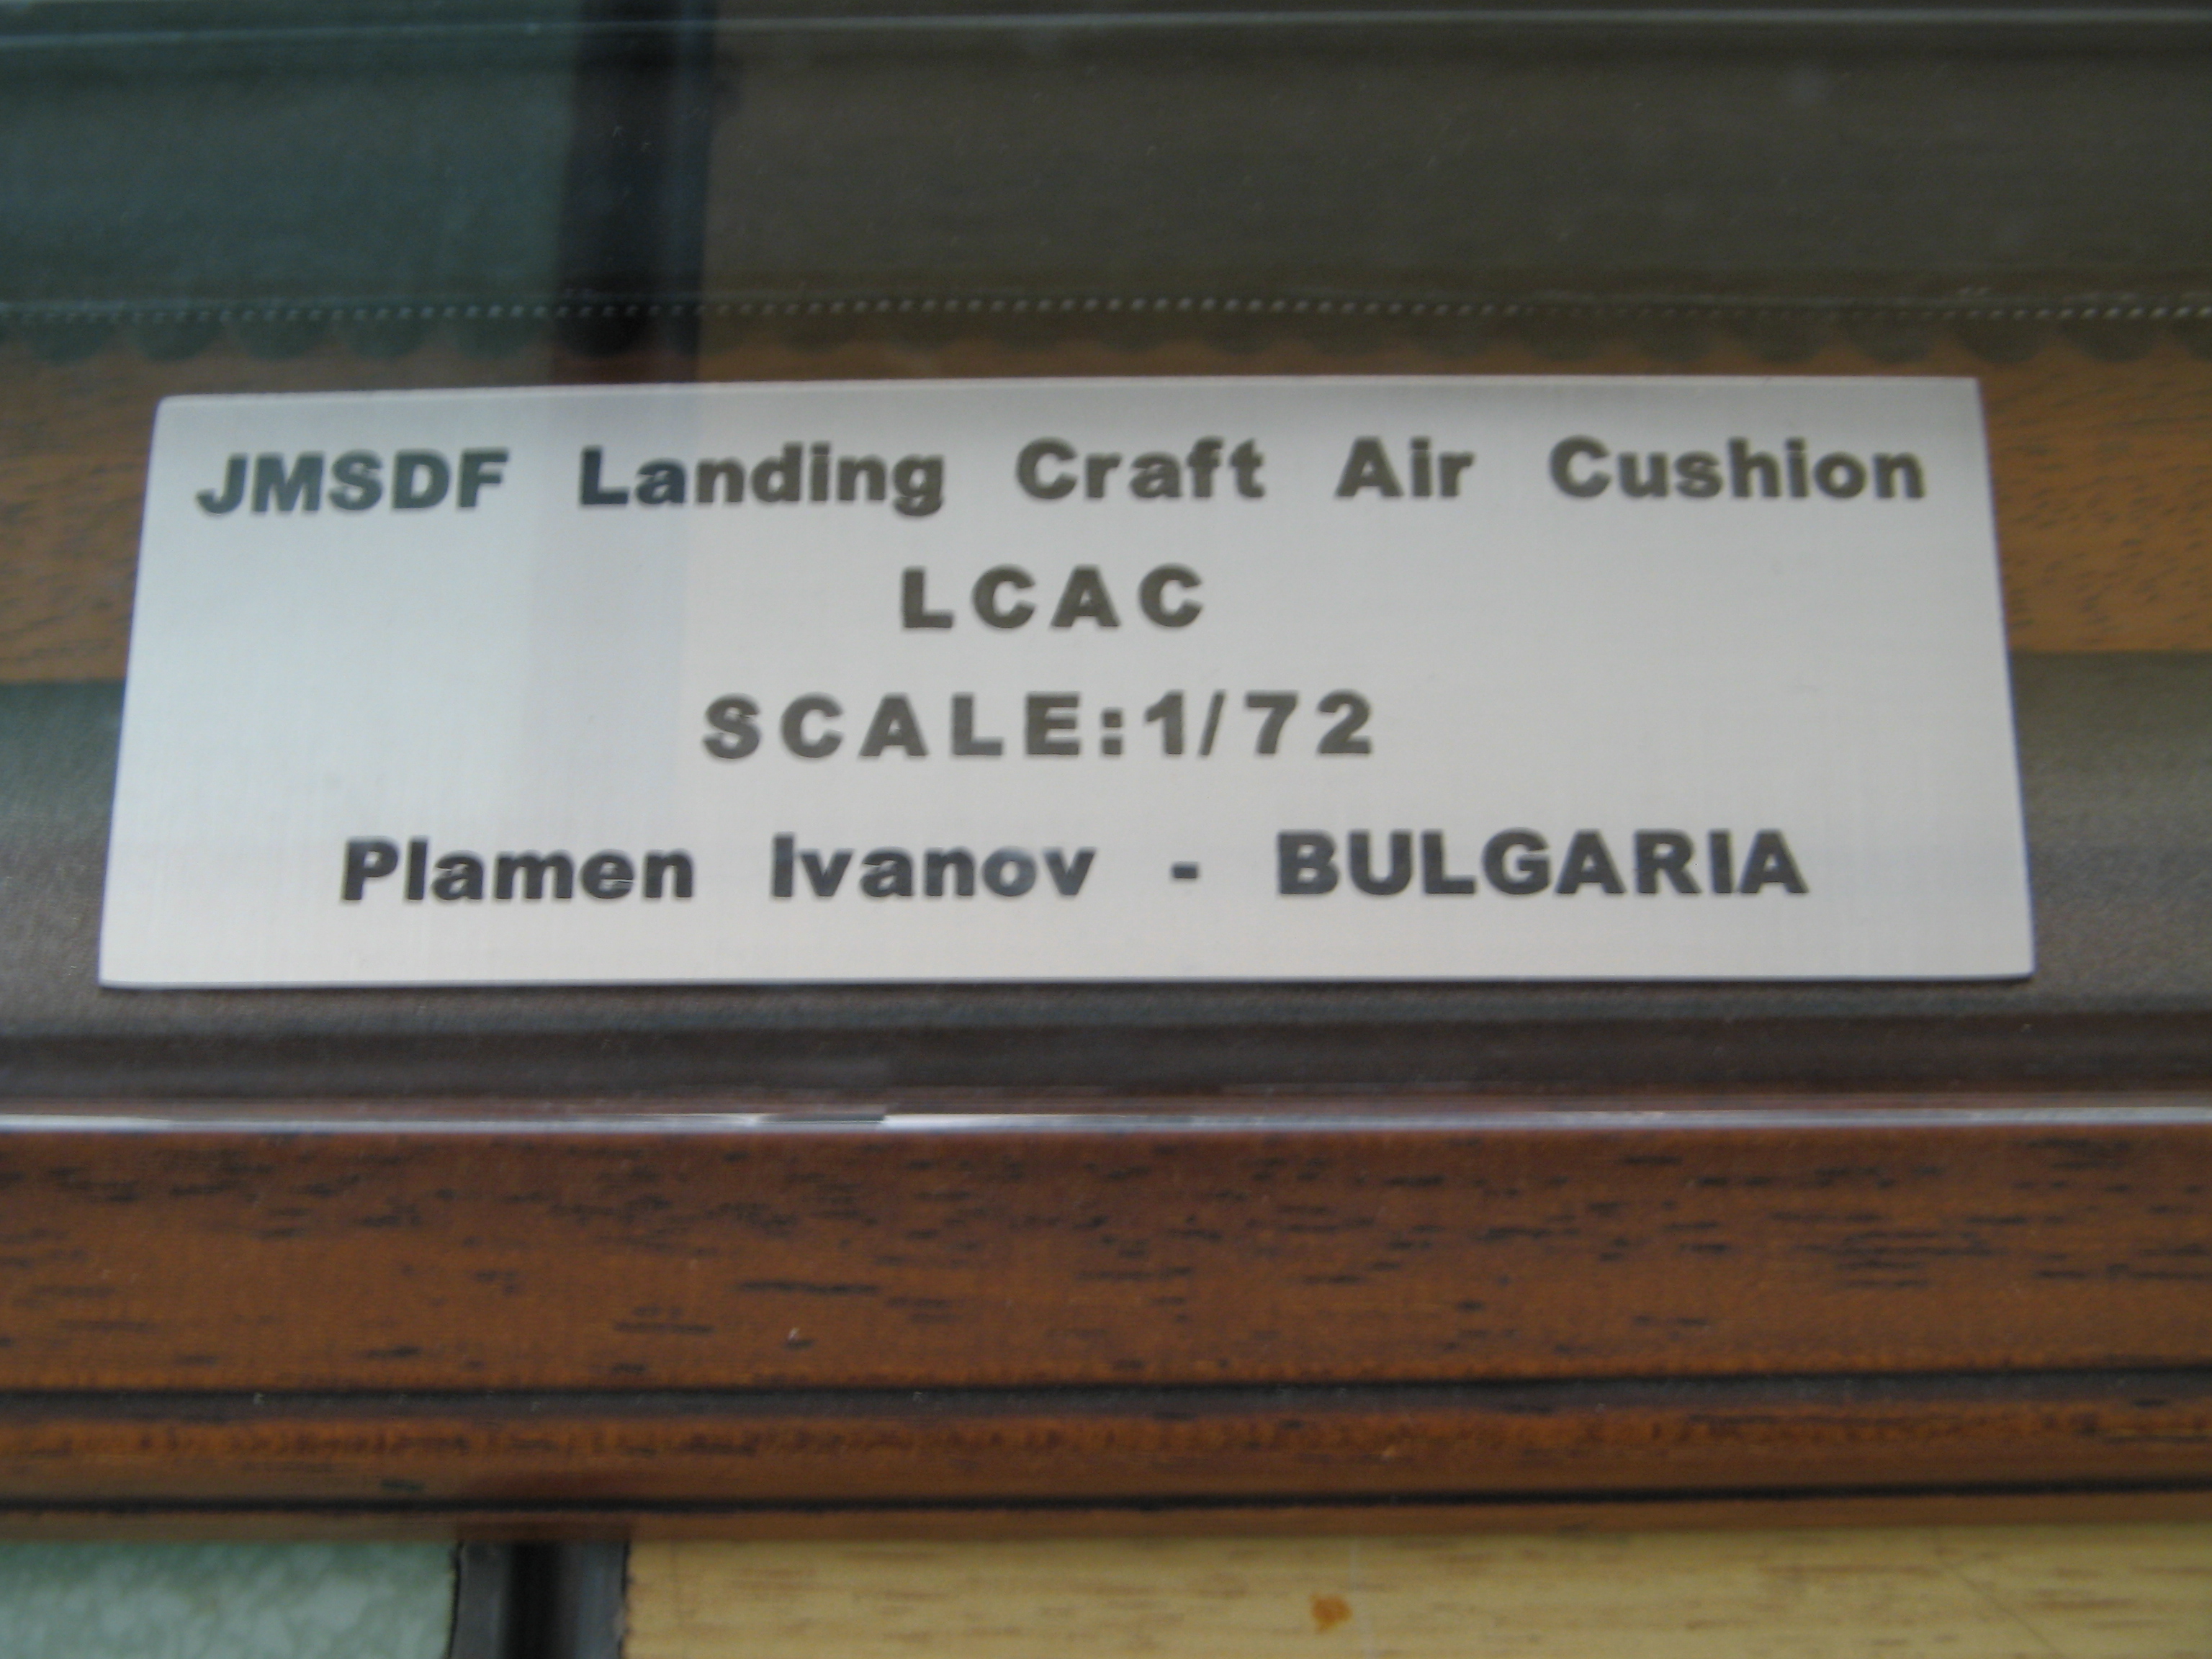 JMSDF Landing Craft Air Cushion
LCAC
SCALE:1/72
Plamen Ivanov - BULGARIA